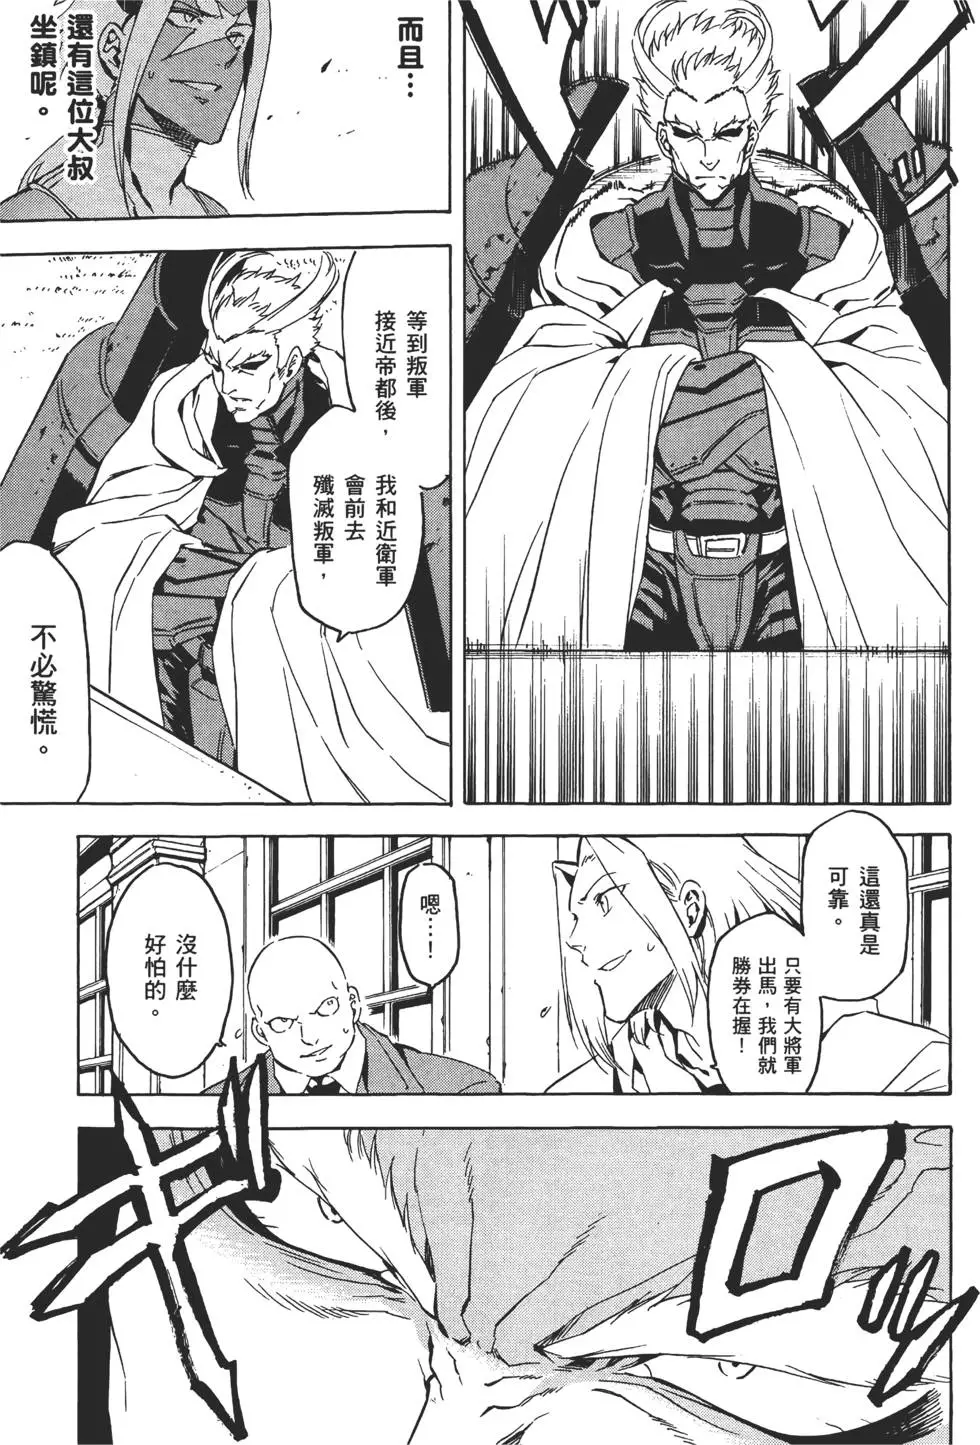 而且…
還有這位大叔
坐鎮呢。
等到叛軍
接近帝都後，
我和近衛軍
會前去
殲滅叛軍，
不必驚慌。
這還真是
可靠。
只要有大將軍
出馬，我們就
勝券在握！
嗯…！
沒什麼
好怕的。
ギロッ